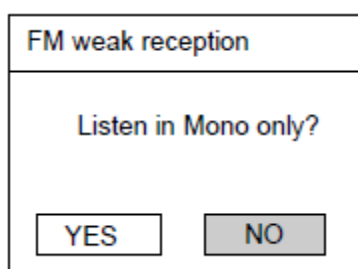 FM weak reception
Listen in Mono only?
YES NO